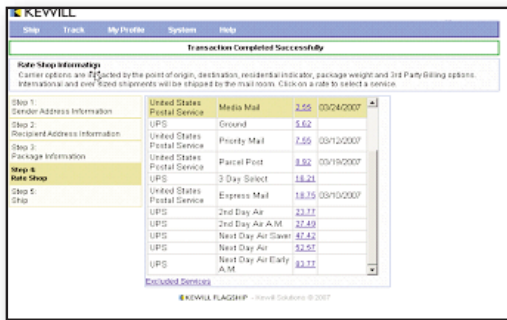 KEWILL
Ship Track My Profile System Help
Transaction Completed Successfully
Rate Shop Information
Carrier options are impacted by the point of origin, destination, residential indicator, package weight and 3rd Party Billing options.
International and over sized shipments will be shipped by the mail room. Click on a rate to select a service.
Step 1:
Sender Address Information
Step 2:
Recipient Address Information
Step 3:
Package Information
Step 4:
Rate Shop
Step 5:
Ship
United States Postal Service Media Mail 2.55 03/24/2007
UPS Ground 5.62
United States Postal Service Priority Mail 7.55 03/12/2007
United States Postal Service Parcel Post 8.92 03/19/2007
UPS 3 Day Select 18.21
United States Postal Service Express Mail 18.75 03/10/2007
UPS 2nd Day Air 23.77
UPS 2nd Day Air A.M. 27.49
UPS Next Day Air Saver 47.42
UPS Next Day Air 52.57
UPS Next Day Air Early A.M. 83.77
Excluded Services
KEWILL FLAGSHIP - Kewill Solutions © 2007